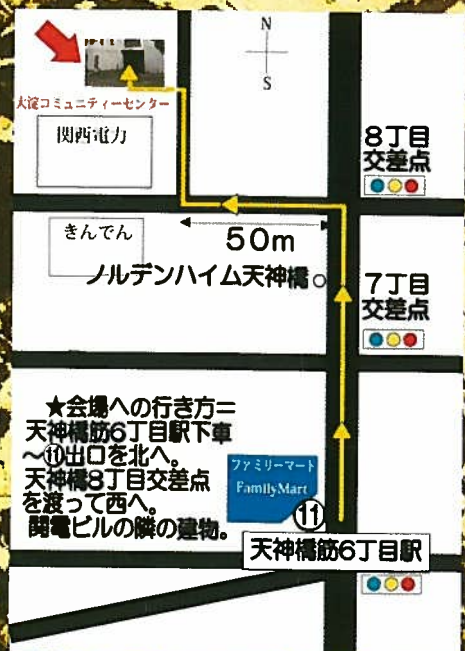 N
S
大淀コミュニティーセンター
関西電力
8丁目
交差点
きんでん
50m
ノルデンハイム天神橋
7丁目
交差点
★会場への行き方=
天神橋筋6丁目駅下車
~⑪出口を北へ。
天神橋8丁目交差点
を渡って西へ。
関電ビルの隣の建物。
ファミリーマート
FamilyMart
⑪
天神橋筋6丁目駅